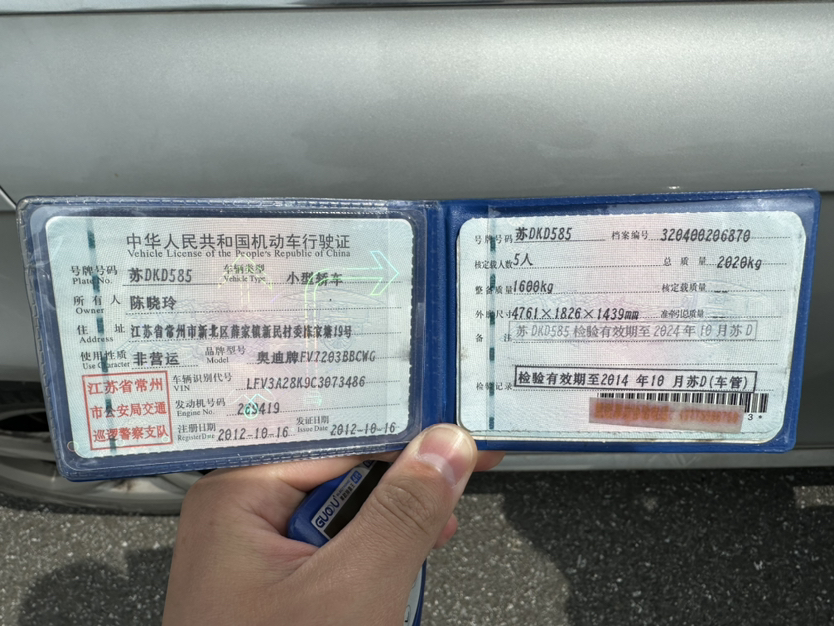 中华人民共和国机动车行驶证
Vehicle License of the People's Republic of China
号牌号码 苏DKD585 车辆类型 小型轿车
Plate No. Vehicle Type
所有人 陈晓玲
Owner
住址 江苏省常州市新北区薛家镇新民村委陈家塘19号
Address
使用性质 非营运 品牌型号 奥迪牌FV7203BBCWG
Use Character Model
江苏省常州
市公安局交通
巡逻警察支队
车辆识别代号 LFV3A28K9C3073486
VIN
发动机号码 269419
Engine No.
注册日期 2012-10-16 发证日期 2012-10-16
Register Date Issue Date
号牌号码 苏DKD585 档案编号 320400206870
核定载人数 5人 总质量 2020kg
整备质量 1600kg 核定载质量 --
外廓尺寸 4761×1826×1439mm 准牵引总质量 --
备注 苏DKD585 检验有效期至2024年10月苏D
检验记录 检验有效期至2014年10月苏D(车管)
3*
GUOYU